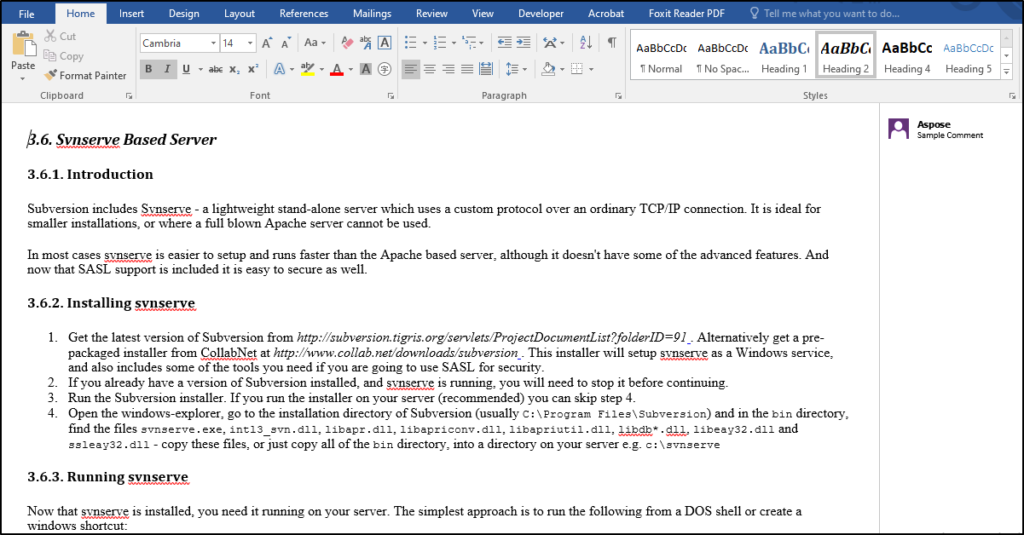 File Home Insert Design Layout References Mailings Review View Developer Acrobat Foxit Reader PDF Tell me what you want to do...
Paste
Cut
Copy
Format Painter
Clipboard
Cambria 14 A A Aa A
B I U abc x₂ x² A ab A A
Font
Paragraph
AaBbCcDc AaBbCcDc AaBbC AaBbC AaBbCc AaBbCcDc
¶ Normal ¶ No Spac... Heading 1 Heading 2 Heading 4 Heading 5
Styles
3.6. Svnserve Based Server
Aspose
Sample Comment
3.6.1. Introduction
Subversion includes Svnserve - a lightweight stand-alone server which uses a custom protocol over an ordinary TCP/IP connection. It is ideal for
smaller installations, or where a full blown Apache server cannot be used.
In most cases svnserve is easier to setup and runs faster than the Apache based server, although it doesn't have some of the advanced features. And
now that SASL support is included it is easy to secure as well.
3.6.2. Installing svnserve
1. Get the latest version of Subversion from http://subversion.tigris.org/servlets/ProjectDocumentList?folderID=91 . Alternatively get a pre-
packaged installer from CollabNet at http://www.collab.net/downloads/subversion . This installer will setup svnserve as a Windows service,
and also includes some of the tools you need if you are going to use SASL for security.
2. If you already have a version of Subversion installed, and svnserve is running, you will need to stop it before continuing.
3. Run the Subversion installer. If you run the installer on your server (recommended) you can skip step 4.
4. Open the windows-explorer, go to the installation directory of Subversion (usually C:\Program Files\Subversion) and in the bin directory,
find the files svnserve.exe, intl3_svn.dll, libapr.dll, libapriconv.dll, libapriutil.dll, libdb*.dll, libeay32.dll and
ssleay32.dll - copy these files, or just copy all of the bin directory, into a directory on your server e.g. c:\svnserve
3.6.3. Running svnserve
Now that svnserve is installed, you need it running on your server. The simplest approach is to run the following from a DOS shell or create a
windows shortcut: